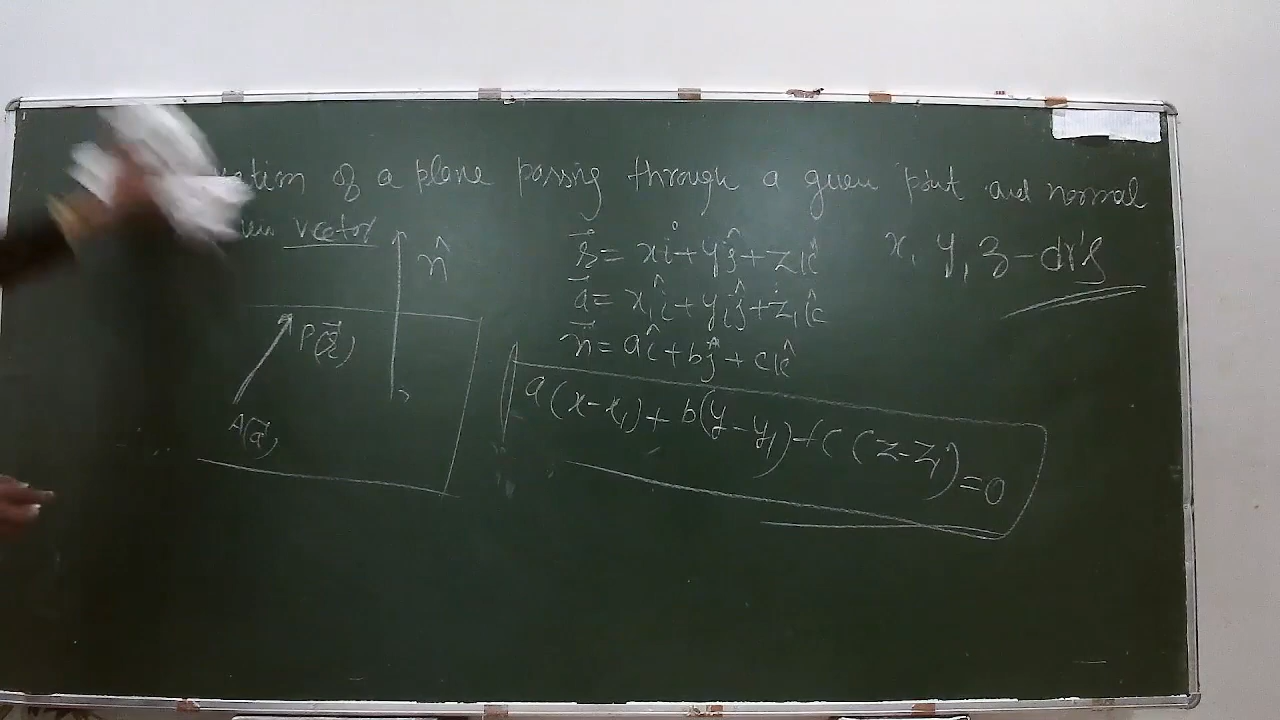 of a plane passing through a given point and normal
vector
n̂
P(r⃗)
A(a⃗)
r⃗ = xî + yĵ + zk̂
a⃗ = x₁î + y₁ĵ + z₁k̂
n⃗ = aî + bĵ + ck̂
a(x-x₁) + b(y-y₁) + c(z-z₁) = 0
x, y, z - dr's